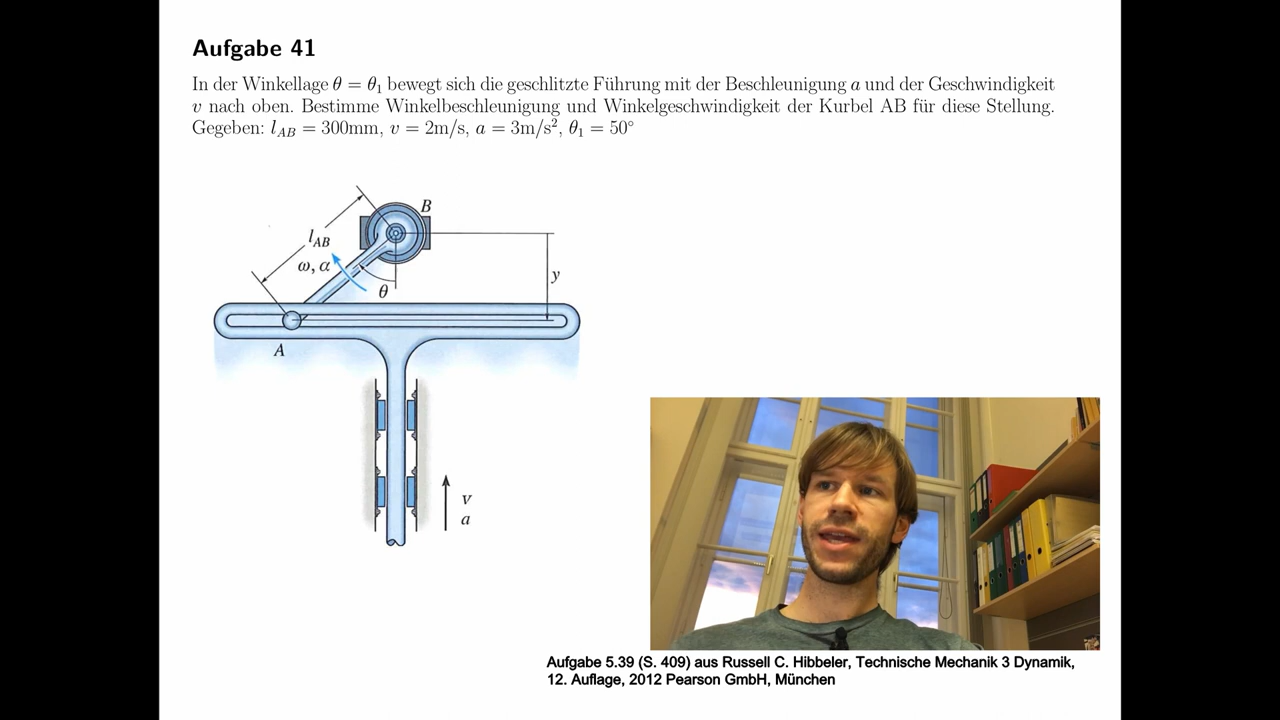 Aufgabe 41
In der Winkellage θ = θ₁ bewegt sich die geschlitzte Führung mit der Beschleunigung a und der Geschwindigkeit
v nach oben. Bestimme Winkelbeschleunigung und Winkelgeschwindigkeit der Kurbel AB für diese Stellung.
Gegeben: l_AB = 300mm, v = 2m/s, a = 3m/s², θ₁ = 50°
B
l_AB
ω, α
y
θ
A
v
a
Aufgabe 5.39 (S. 409) aus Russell C. Hibbeler, Technische Mechanik 3 Dynamik,
12. Auflage, 2012 Pearson GmbH, München